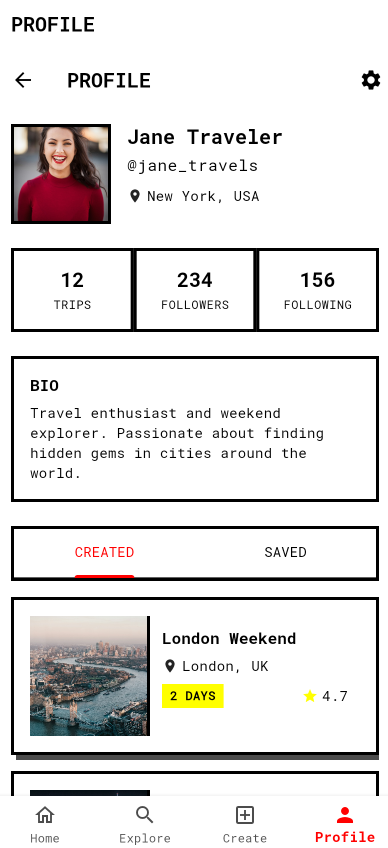 PROFILE
PROFILE
Jane Traveler
@jane_travels
New York, USA
12
TRIPS
234
FOLLOWERS
156
FOLLOWING
BIO
Travel enthusiast and weekend
explorer. Passionate about finding
hidden gems in cities around the
world.
CREATED
SAVED
London Weekend
London, UK
2 DAYS
4.7
Home
Explore
Create
Profile